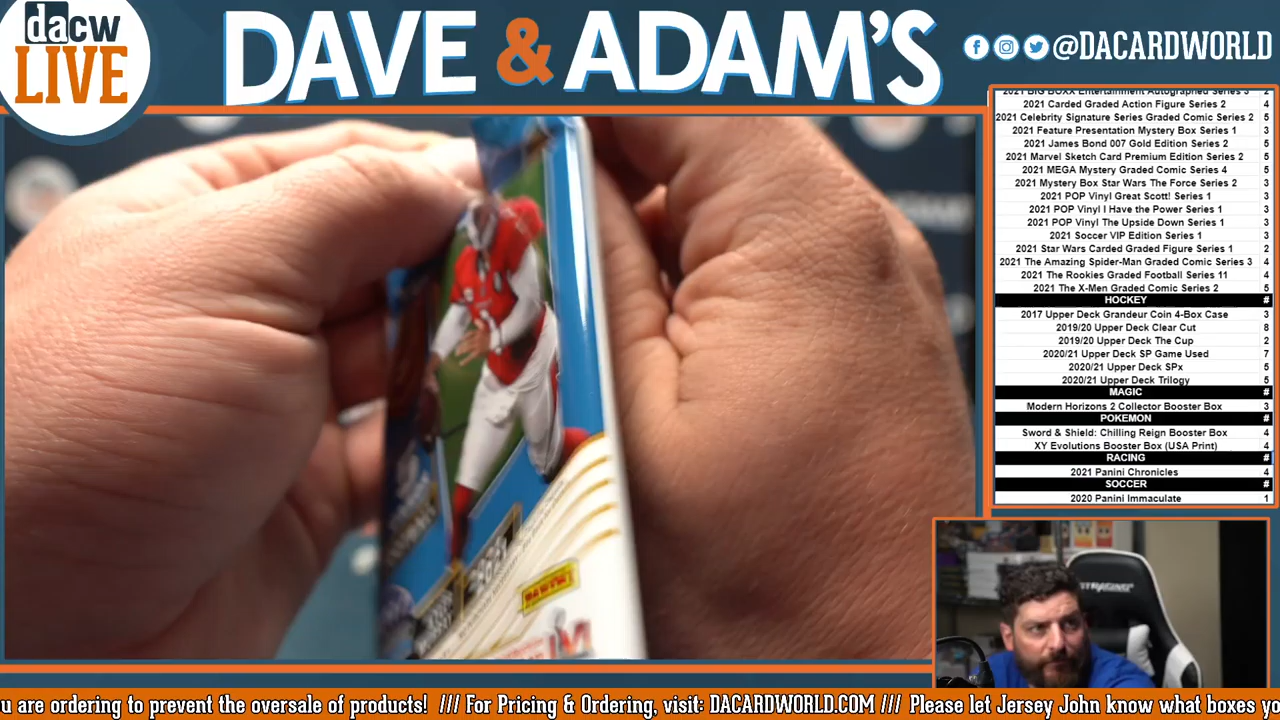 dacw
LIVE
DAVE & ADAM'S
@DACARDWORLD
2021 BIG BOXX Entertainment Autographed Series 3 2
2021 Carded Graded Action Figure Series 2 4
2021 Celebrity Signature Series Graded Comic Series 2 5
2021 Feature Presentation Mystery Box Series 1 3
2021 James Bond 007 Gold Edition Series 2 5
2021 Marvel Sketch Card Premium Edition Series 2 5
2021 MEGA Mystery Graded Comic Series 4 5
2021 Mystery Box Star Wars The Force Series 2 3
2021 POP Vinyl Great Scott! Series 1 3
2021 POP Vinyl I Have the Power Series 1 3
2021 POP Vinyl The Upside Down Series 1 3
2021 Soccer VIP Edition Series 1 3
2021 Star Wars Carded Graded Figure Series 1 2
2021 The Amazing Spider-Man Graded Comic Series 3 4
2021 The Rookies Graded Football Series 11 4
2021 The X-Men Graded Comic Series 2 5
HOCKEY #
2017 Upper Deck Grandeur Coin 4-Box Case 3
2019/20 Upper Deck Clear Cut 8
2019/20 Upper Deck The Cup 2
2020/21 Upper Deck SP Game Used 7
2020/21 Upper Deck SPx 5
2020/21 Upper Deck Trilogy 5
MAGIC #
Modern Horizons 2 Collector Booster Box 3
POKEMON #
Sword & Shield: Chilling Reign Booster Box 4
XY Evolutions Booster Box (USA Print) 4
RACING #
2021 Panini Chronicles 4
SOCCER #
2020 Panini Immaculate 1
PANINI
u are ordering to prevent the oversale of products! /// For Pricing & Ordering, visit: DACARDWORLD.COM /// Please let Jersey John know what boxes yo